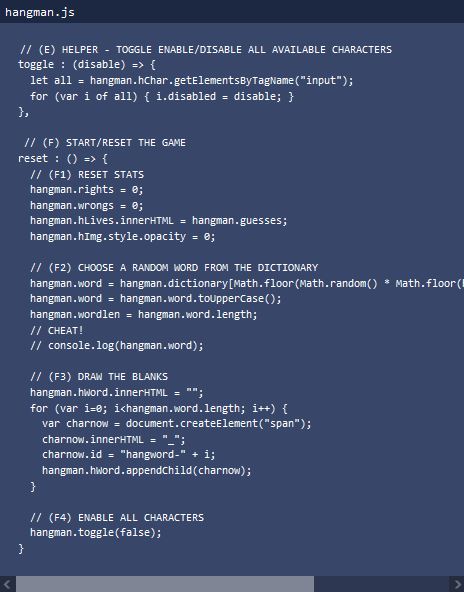 hangman.js
// (E) HELPER - TOGGLE ENABLE/DISABLE ALL AVAILABLE CHARACTERS
toggle : (disable) => {
let all = hangman.hChar.getElementsByTagName("input");
for (var i of all) { i.disabled = disable; }
},
// (F) START/RESET THE GAME
reset : () => {
// (F1) RESET STATS
hangman.rights = 0;
hangman.wrongs = 0;
hangman.hLives.innerHTML = hangman.guesses;
hangman.hImg.style.opacity = 0;
// (F2) CHOOSE A RANDOM WORD FROM THE DICTIONARY
hangman.word = hangman.dictionary[Math.floor(Math.random() * Math.floor(
hangman.word = hangman.word.toUpperCase();
hangman.wordlen = hangman.word.length;
// CHEAT!
// console.log(hangman.word);
// (F3) DRAW THE BLANKS
hangman.hWord.innerHTML = "";
for (var i=0; i<hangman.word.length; i++) {
var charnow = document.createElement("span");
charnow.innerHTML = "_";
charnow.id = "hangword-" + i;
hangman.hWord.appendChild(charnow);
}
// (F4) ENABLE ALL CHARACTERS
hangman.toggle(false);
}